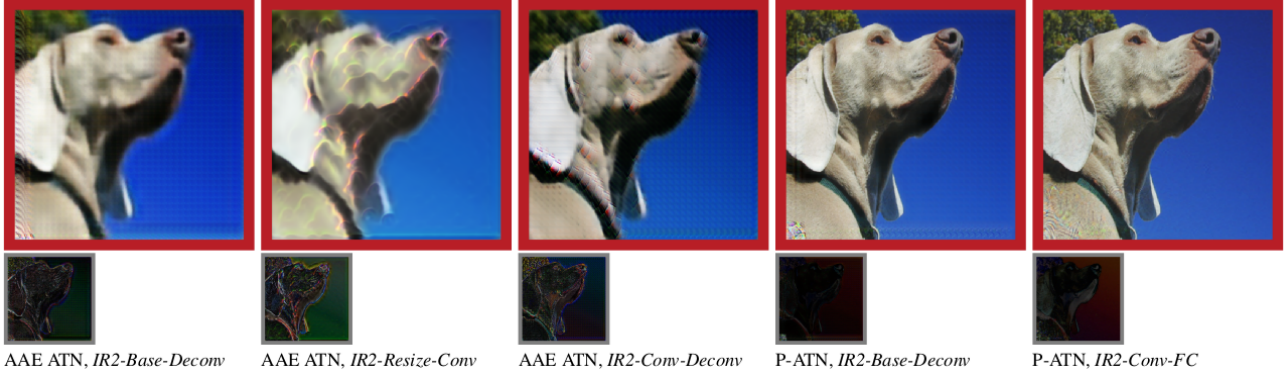 AAE ATN, IR2-Base-Deconv
AAE ATN, IR2-Resize-Conv
AAE ATN, IR2-Conv-Deconv
P-ATN, IR2-Base-Deconv
P-ATN, IR2-Conv-FC